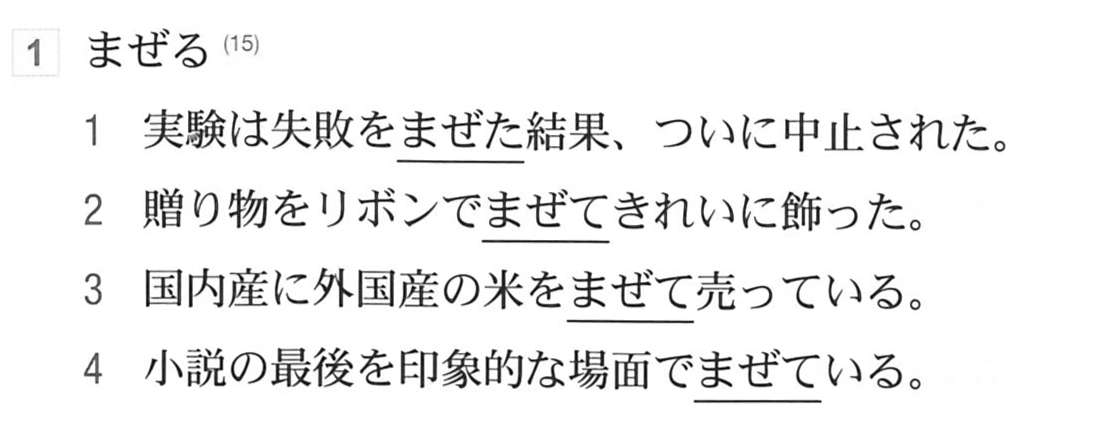 1 まぜる (15)
1 実験は失敗をまぜた結果、ついに中止された。
2 贈り物をリボンでまぜてきれいに飾った。
3 国内産に外国産の米をまぜて売っている。
4 小説の最後を印象的な場面でまぜている。